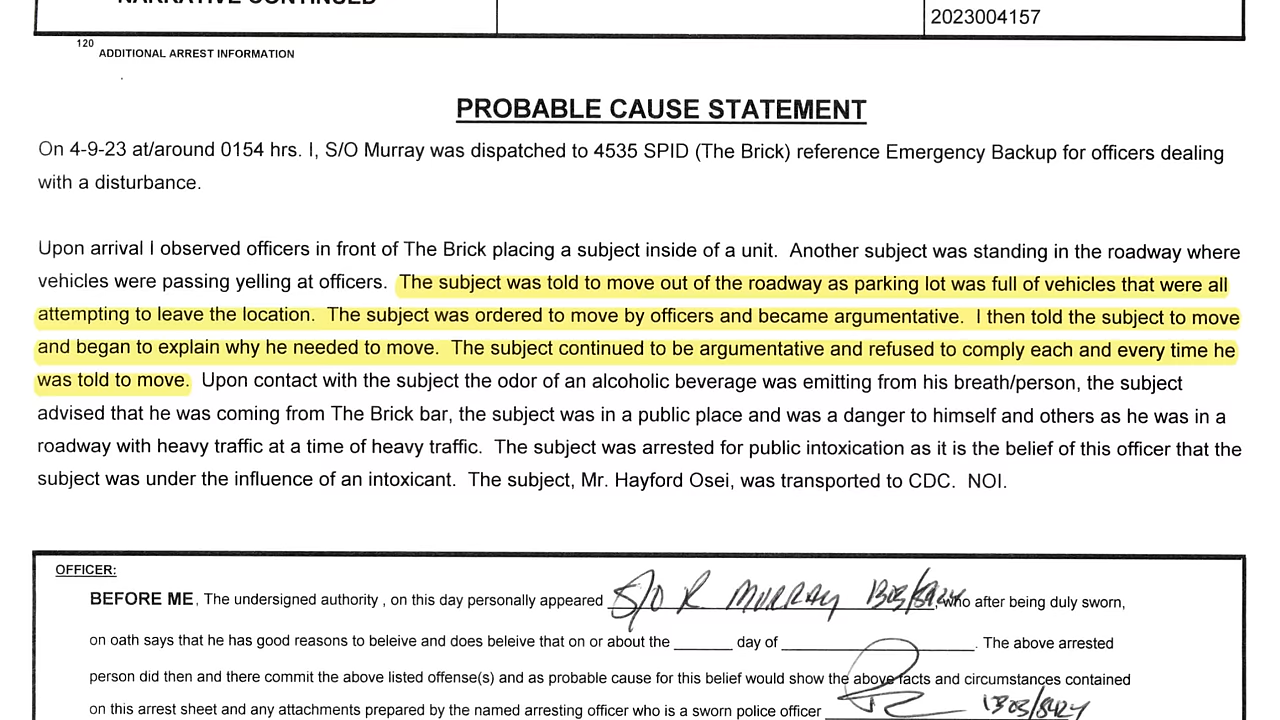 NARRATIVE CONTINUED
2023004157
120 ADDITIONAL ARREST INFORMATION
PROBABLE CAUSE STATEMENT
On 4-9-23 at/around 0154 hrs. I, S/O Murray was dispatched to 4535 SPID (The Brick) reference Emergency Backup for officers dealing
with a disturbance.
Upon arrival I observed officers in front of The Brick placing a subject inside of a unit. Another subject was standing in the roadway where
vehicles were passing yelling at officers. The subject was told to move out of the roadway as parking lot was full of vehicles that were all
attempting to leave the location. The subject was ordered to move by officers and became argumentative. I then told the subject to move
and began to explain why he needed to move. The subject continued to be argumentative and refused to comply each and every time he
was told to move. Upon contact with the subject the odor of an alcoholic beverage was emitting from his breath/person, the subject
advised that he was coming from The Brick bar, the subject was in a public place and was a danger to himself and others as he was in a
roadway with heavy traffic at a time of heavy traffic. The subject was arrested for public intoxication as it is the belief of this officer that the
subject was under the influence of an intoxicant. The subject, Mr. Hayford Osei, was transported to CDC. NOI.
OFFICER:
BEFORE ME, The undersigned authority , on this day personally appeared S/O R MURRAY 1303/8424, who after being duly sworn,
on oath says that he has good reasons to beleive and does beleive that on or about the ______ day of ______________________. The above arrested
person did then and there commit the above listed offense(s) and as probable cause for this belief would show the above facts and circumstances contained
on this arrest sheet and any attachments prepared by the named arresting officer who is a sworn police officer 1303/8424